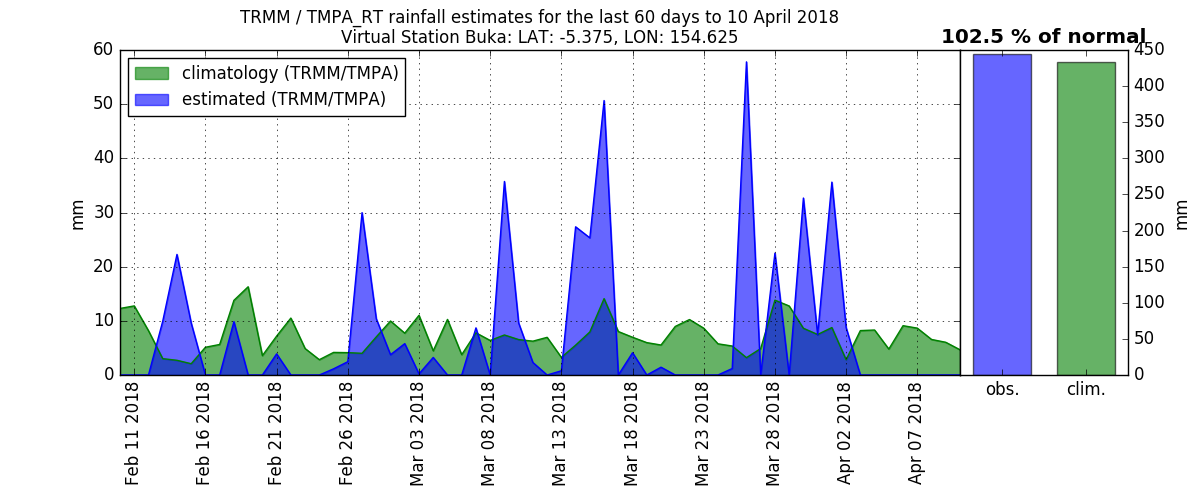 TRMM / TMPA_RT rainfall estimates for the last 60 days to 10 April 2018
Virtual Station Buka: LAT: -5.375, LON: 154.625
102.5 % of normal
climatology (TRMM/TMPA)
estimated (TRMM/TMPA)
60
50
40
30
20
10
0
mm
450
400
350
300
250
200
150
100
50
0
mm
obs.
clim.
Feb 11 2018
Feb 16 2018
Feb 21 2018
Feb 26 2018
Mar 03 2018
Mar 08 2018
Mar 13 2018
Mar 18 2018
Mar 23 2018
Mar 28 2018
Apr 02 2018
Apr 07 2018